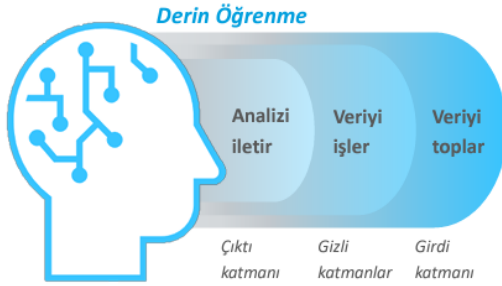 Derin Öğrenme
Analizi
iletir
Veriyi
işler
Veriyi
toplar
Çıktı
katmanı
Gizli
katmanlar
Girdi
katmanı